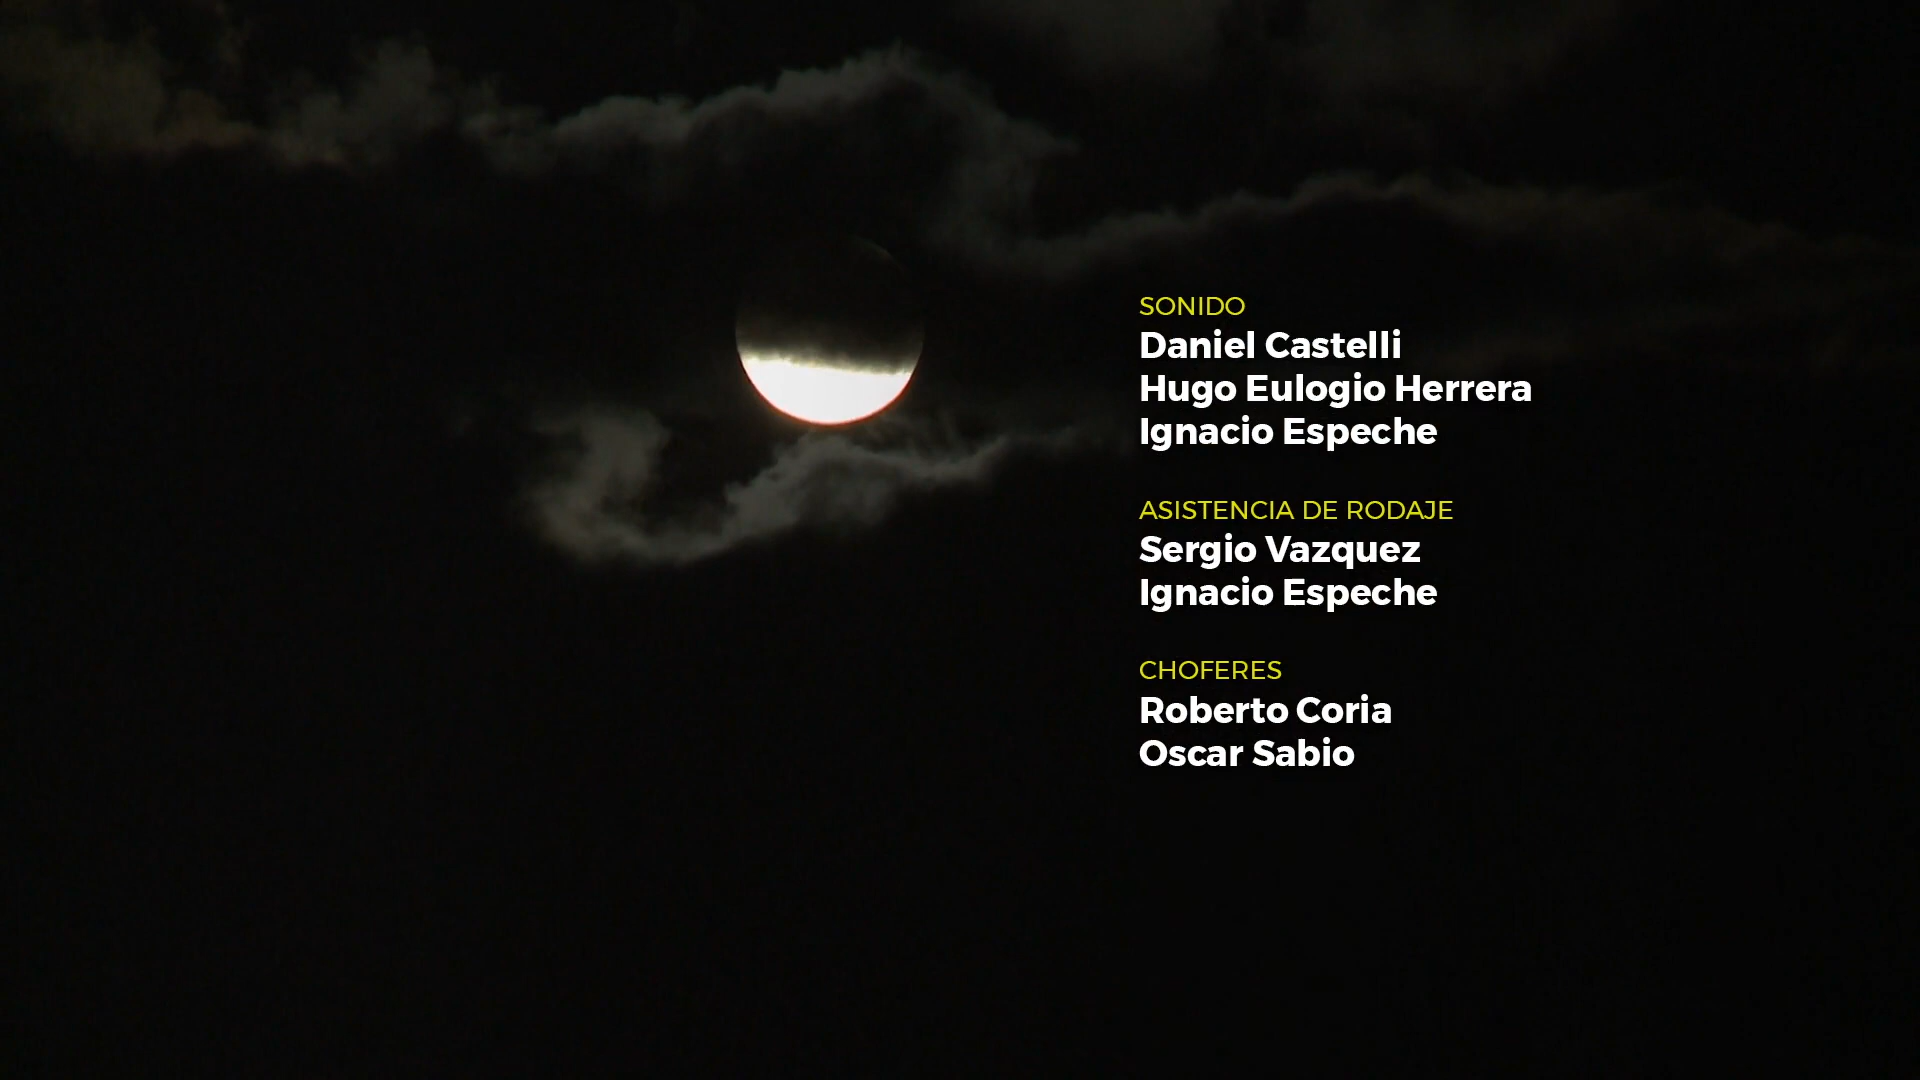 SONIDO
Daniel Castelli
Hugo Eulogio Herrera
Ignacio Espeche
ASISTENCIA DE RODAJE
Sergio Vazquez
Ignacio Espeche
CHOFERES
Roberto Coria
Oscar Sabio